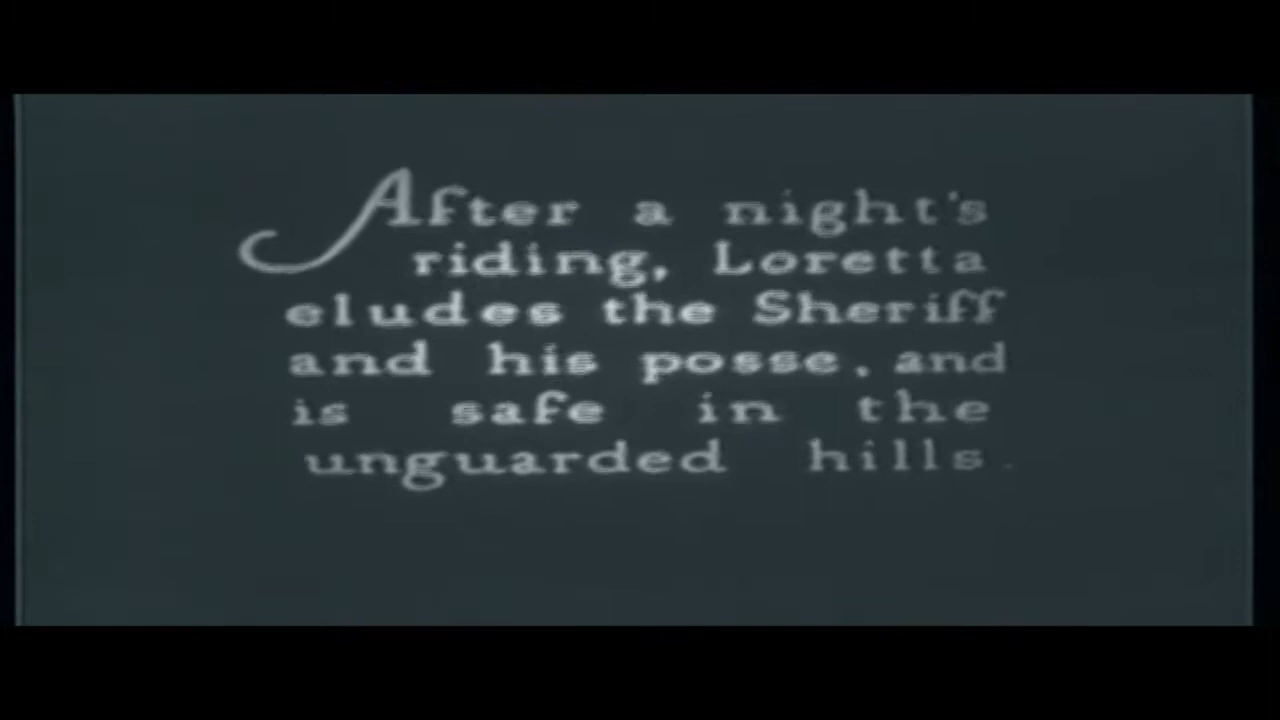 After a night's
riding, Loretta
eludes the Sheriff
and his posse, and
is safe in the
unguarded hills.